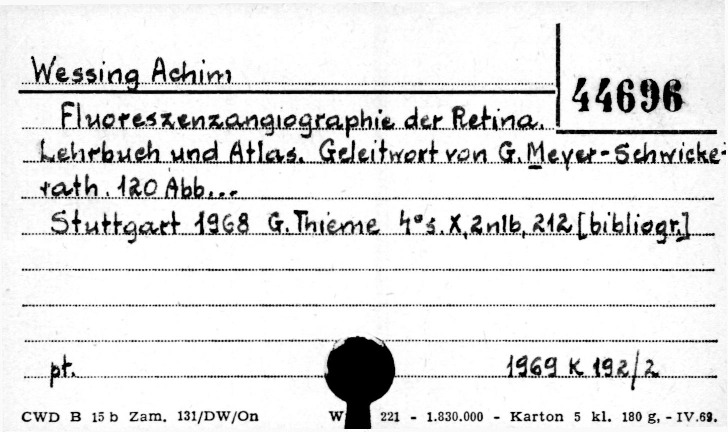 Wessing Achim
44696
Fluoreszenzangiographie der Retina.
Lehrbuch und Atlas. Geleitwort von G. Meyer-Schwicke-
rath. 120 Abb...
Stuttgart 1968 G. Thieme 4° s. X, 2nlb, 212 [bibliogr.]
pt. 1969 K 192/2
CWD B 15 b Zam. 131/DW/On W 221 - 1.830.000 - Karton 5 kl. 180 g, - IV.68.